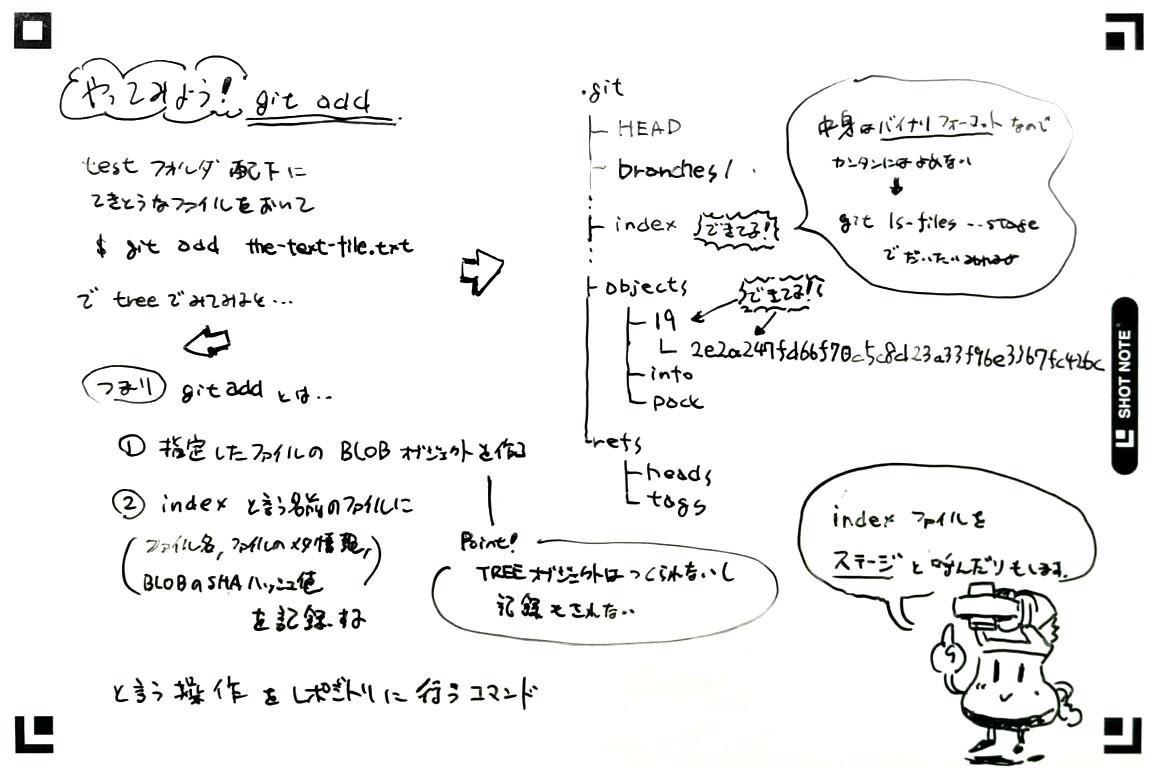 やってみよう! git add
test フォルダ配下に
てきとうなファイルをおいて
$ git add the-text-file.txt
で tree でみてみると...
つまり git add とは...
① 指定したファイルの BLOB オブジェクトを作る
② index と言う名前のファイルに
(ファイル名, ファイルのメタ情報,
BLOBのSHAハッシュ値)
を記録する
Point!
TREE オブジェクトはつくられないし
記録もされない
と言う操作をレポジトリに行うコマンド
.git
HEAD
branches/
index できてる!!
objects
できてる!!
19
2e2a247fd66f70c5c8d23a33f96e3367fc426c
info
pack
refs
heads
tags
中身はバイナリフォーマットなので
カンタンにはよめない
git ls-files --stage
でだいたいみれるよ
index ファイルを
ステージと呼んだりもします.
SHOT NOTE